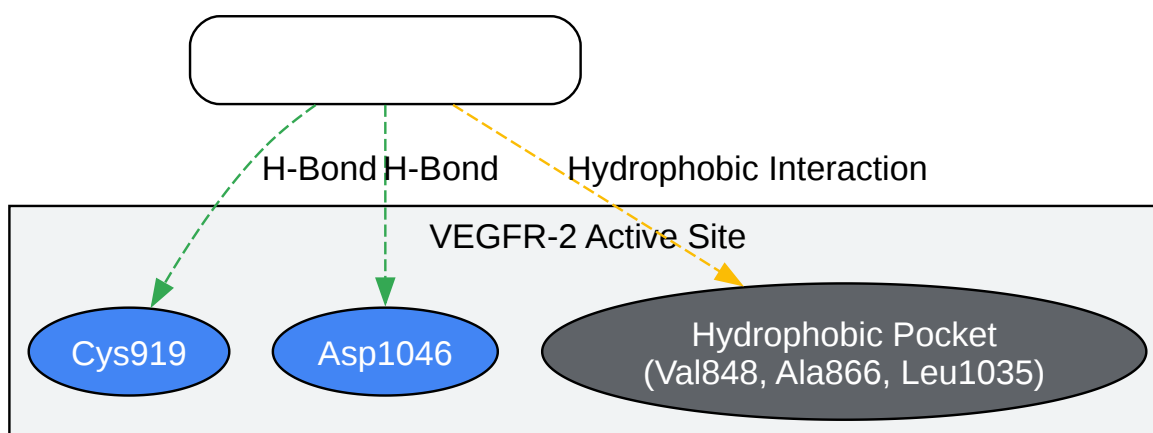 H-Bond
H-Bond
Hydrophobic Interaction
VEGFR-2 Active Site
Cys919
Asp1046
Hydrophobic Pocket
(Val848, Ala866, Leu1035)